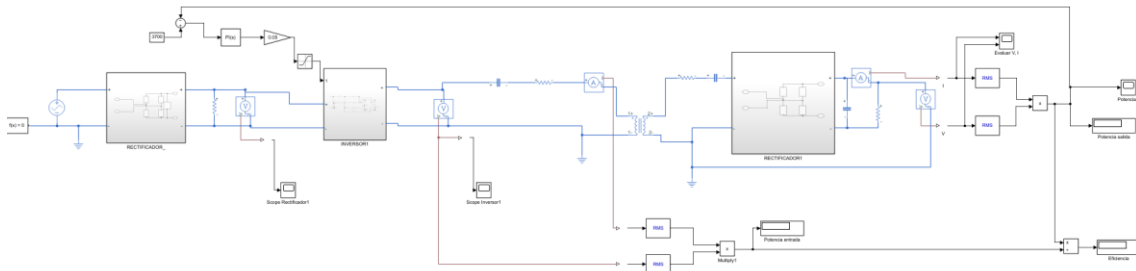 3700
PI(s)
f(x) = 0
RECTIFICADOR_
V
Scope Rectificador1
INVERSOR1
V
Scope Inversor1
A
RMS
RMS
Multiply1
Potencia entrada
RECTIFICADOR1
A
V
I
V
Evaluar V, I
RMS
RMS
Potencia
Potencia salida
Eficiencia